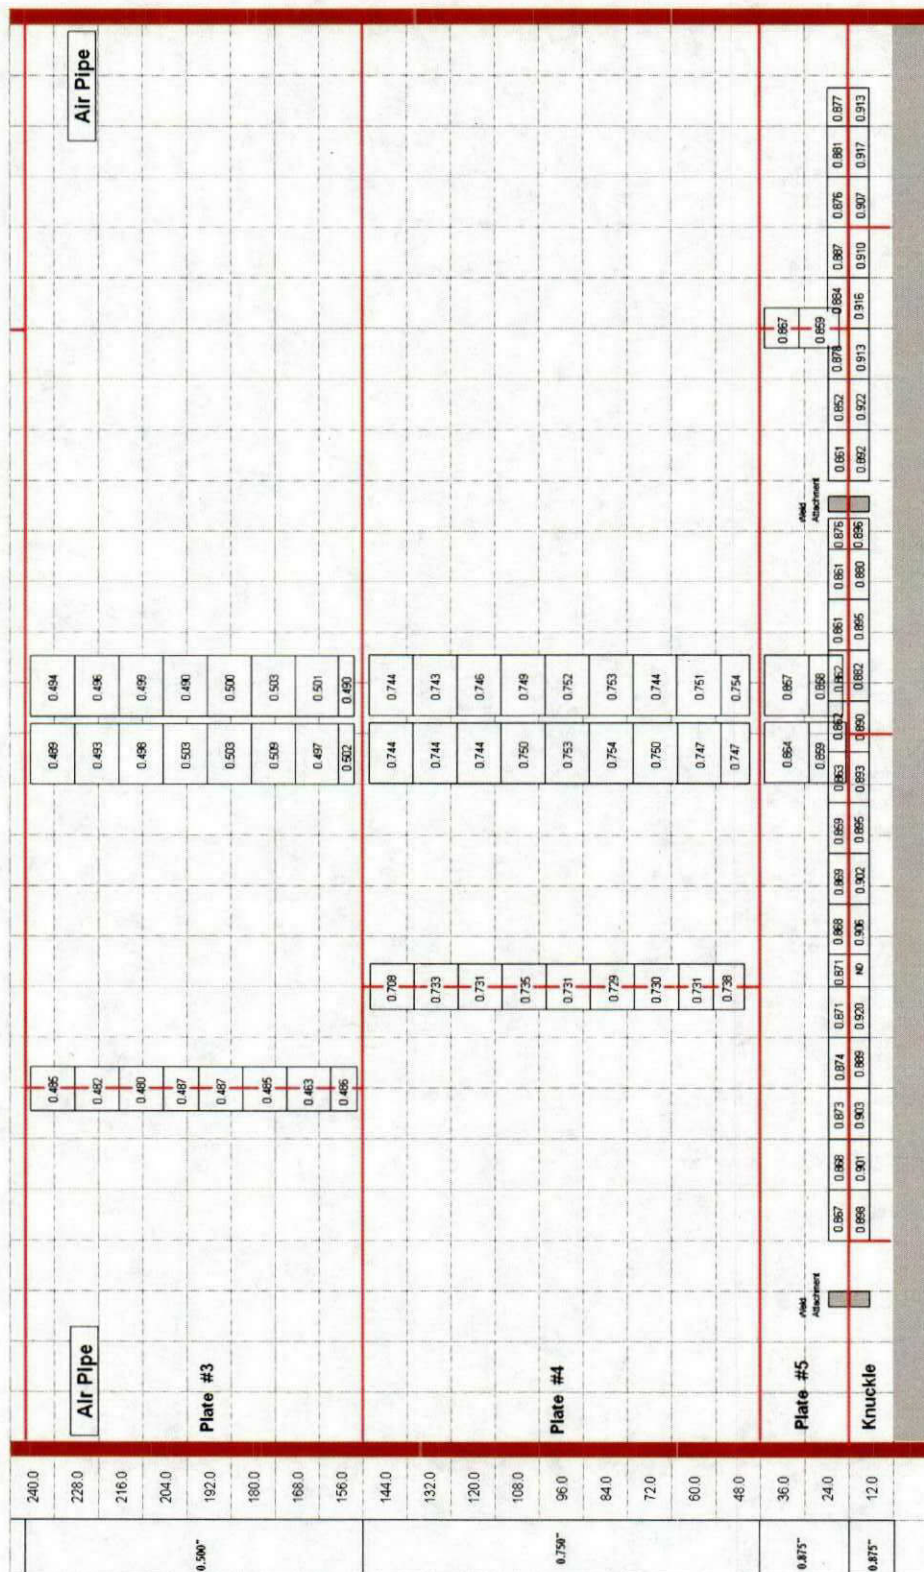 Air Pipe Air Pipe
240.0 0.485 0.489 0.494
228.0 0.482 0.493 0.496
216.0 0.480 0.498 0.499
204.0 0.487 0.503 0.490
0.500" 192.0 Plate #3 0.487 0.503 0.500
180.0 0.485 0.509 0.503
168.0 0.463 0.497 0.501
156.0 0.486 0.502 0.490
144.0 0.708 0.744 0.744
132.0 0.733 0.744 0.743
120.0 0.731 0.744 0.746
108.0 0.735 0.750 0.749
0.750" 96.0 Plate #4 0.731 0.753 0.752
84.0 0.729 0.754 0.753
72.0 0.730 0.750 0.744
60.0 0.731 0.747 0.751
48.0 0.738 0.747 0.754
36.0 0.864 0.857 0.867
0.875" Plate #5 Weld Weld
Attachment Attachment
24.0 0.859 0.858 0.859
0.867 0.868 0.873 0.874 0.871 0.871 0.868 0.869 0.859 0.863 0.862 0.862 0.861 0.861 0.876 0.861 0.852 0.878 0.884 0.887 0.876 0.881 0.877
0.875" 12.0 Knuckle 0.898 0.901 0.903 0.889 0.920 ND 0.906 0.902 0.895 0.893 0.890 0.882 0.895 0.880 0.896 0.892 0.922 0.913 0.916 0.910 0.907 0.917 0.913